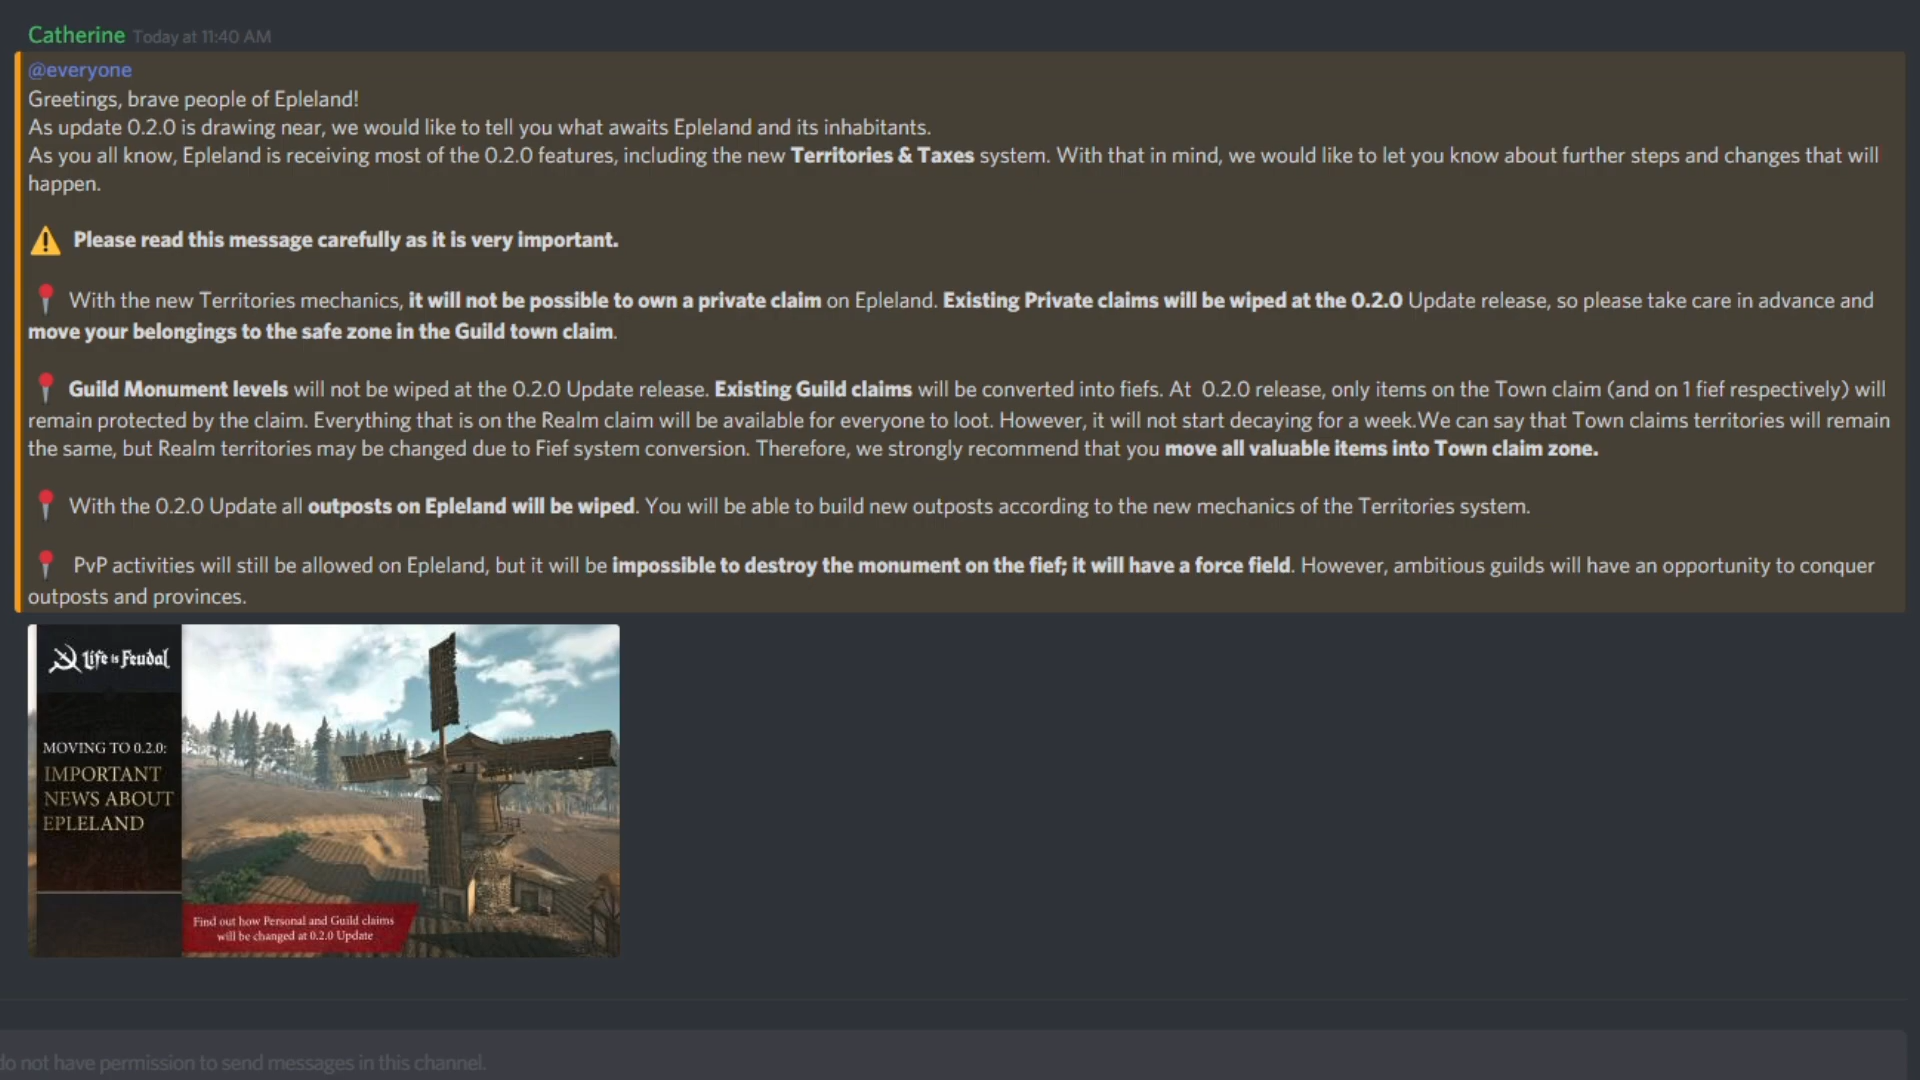 Catherine Today at 11:40 AM
@everyone
Greetings, brave people of Epleland!
As update 0.2.0 is drawing near, we would like to tell you what awaits Epleland and its inhabitants.
As you all know, Epleland is receiving most of the 0.2.0 features, including the new Territories & Taxes system. With that in mind, we would like to let you know about further steps and changes that will
happen.
Please read this message carefully as it is very important.
With the new Territories mechanics, it will not be possible to own a private claim on Epleland. Existing Private claims will be wiped at the 0.2.0 Update release, so please take care in advance and
move your belongings to the safe zone in the Guild town claim.
Guild Monument levels will not be wiped at the 0.2.0 Update release. Existing Guild claims will be converted into fiefs. At 0.2.0 release, only items on the Town claim (and on 1 fief respectively) will
remain protected by the claim. Everything that is on the Realm claim will be available for everyone to loot. However, it will not start decaying for a week.We can say that Town claims territories will remain
the same, but Realm territories may be changed due to Fief system conversion. Therefore, we strongly recommend that you move all valuable items into Town claim zone.
With the 0.2.0 Update all outposts on Epleland will be wiped. You will be able to build new outposts according to the new mechanics of the Territories system.
PvP activities will still be allowed on Epleland, but it will be impossible to destroy the monument on the fief; it will have a force field. However, ambitious guilds will have an opportunity to conquer
outposts and provinces.
Life is Feudal
MOVING TO 0.2.0:
IMPORTANT
NEWS ABOUT
EPLELAND
Find out how Personal and Guild claims
will be changed at 0.2.0 Update
do not have permission to send messages in this channel.